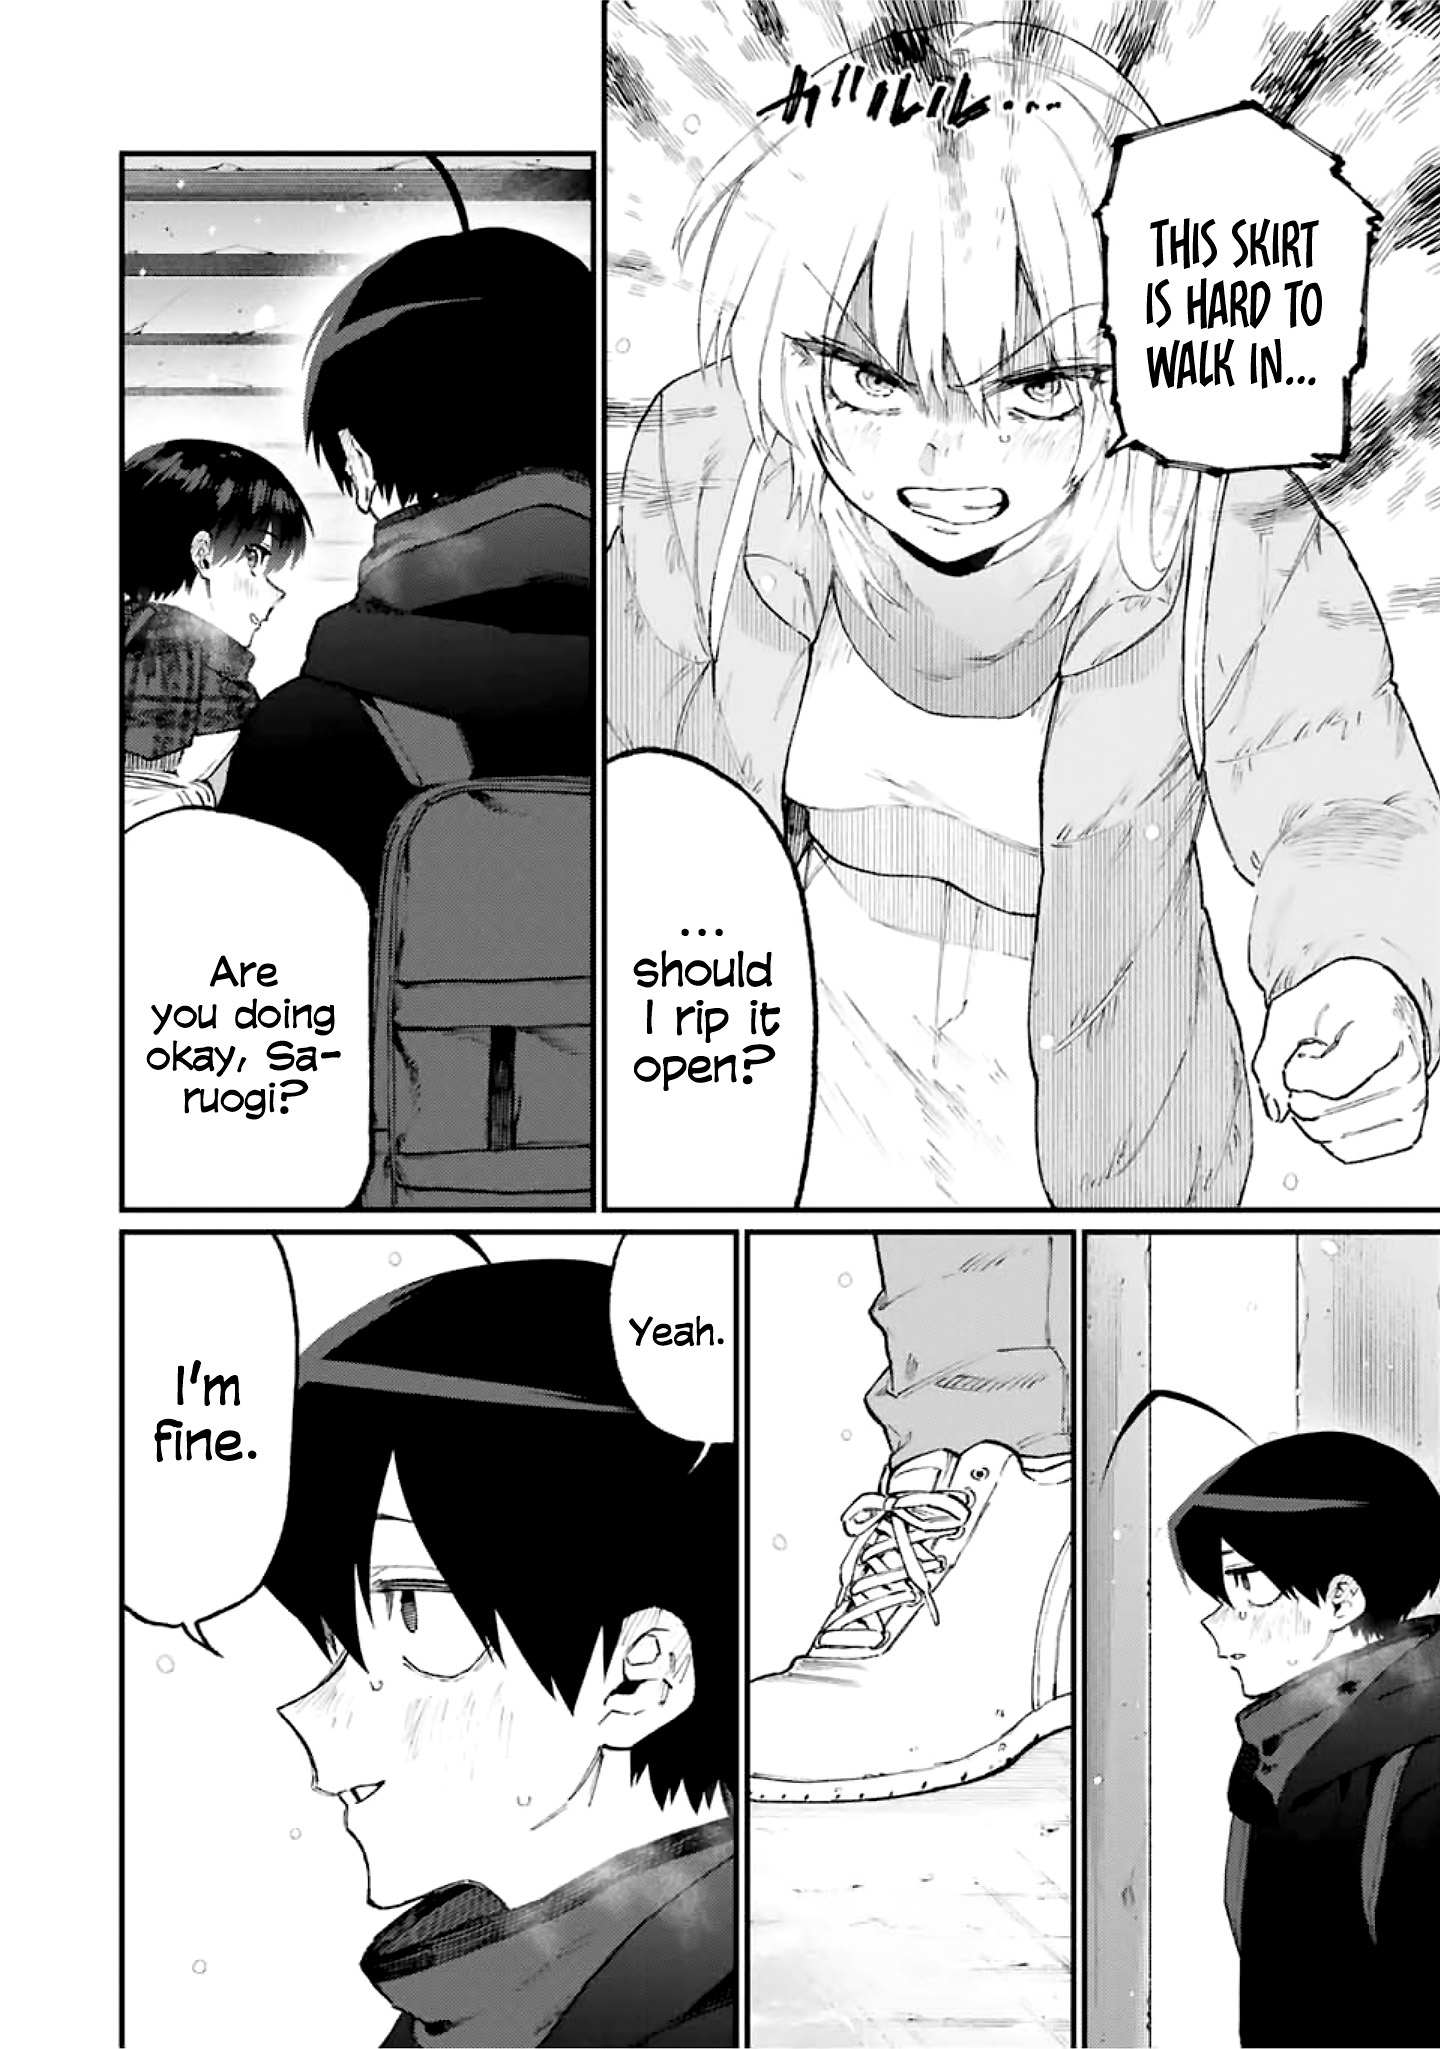 ガルルル…
THIS SKIRT
IS HARD TO
WALK IN...
...
should
I rip it
open?
Are
you doing
okay, Sa-
ruogi?
Yeah.
I'm
fine.